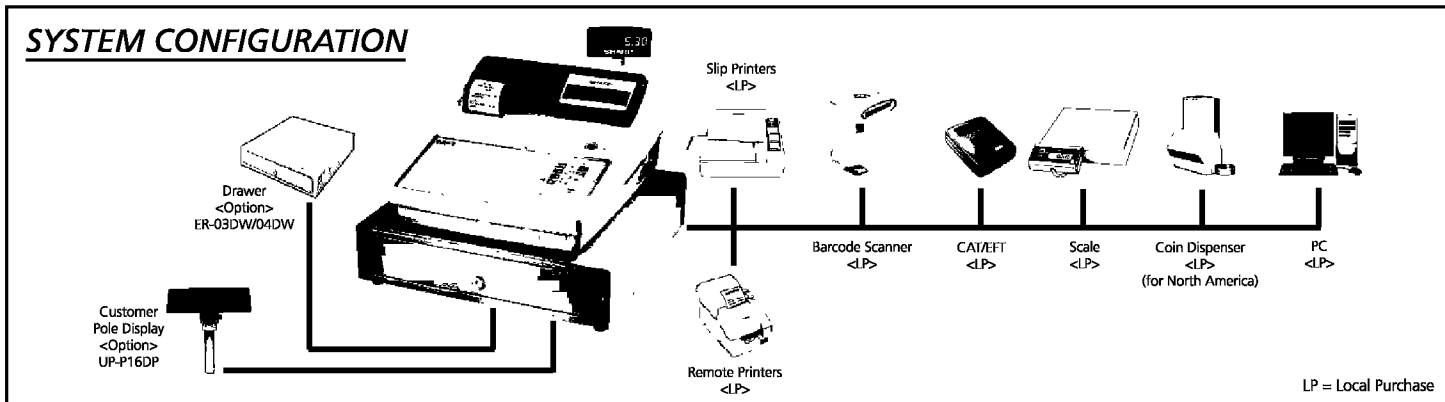 SYSTEM CONFIGURATION
5.30
SHARP
Slip Printers
<LP>
Drawer
<Option>
ER-03DW/04DW
Barcode Scanner
<LP>
CAT/EFT
<LP>
Scale
<LP>
Coin Dispenser
<LP>
(for North America)
PC
<LP>
Customer
Pole Display
<Option>
UP-P16DP
Remote Printers
<LP>
LP = Local Purchase